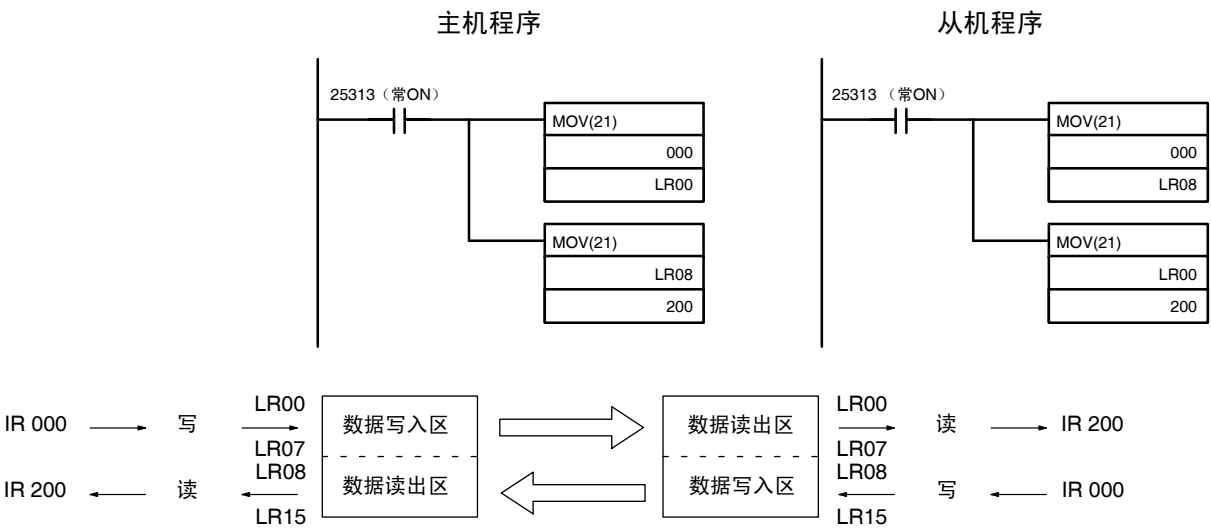 主机程序
从机程序
25313（常ON）
MOV(21)
000
LR00
MOV(21)
LR08
200
25313 （常ON）
MOV(21)
000
LR08
MOV(21)
LR00
200
IR 000 写 LR00 数据写入区 数据读出区 LR00 读 IR 200
LR07 LR07
IR 200 读 LR08 数据读出区 数据写入区 LR08 写 IR 000
LR15 LR15